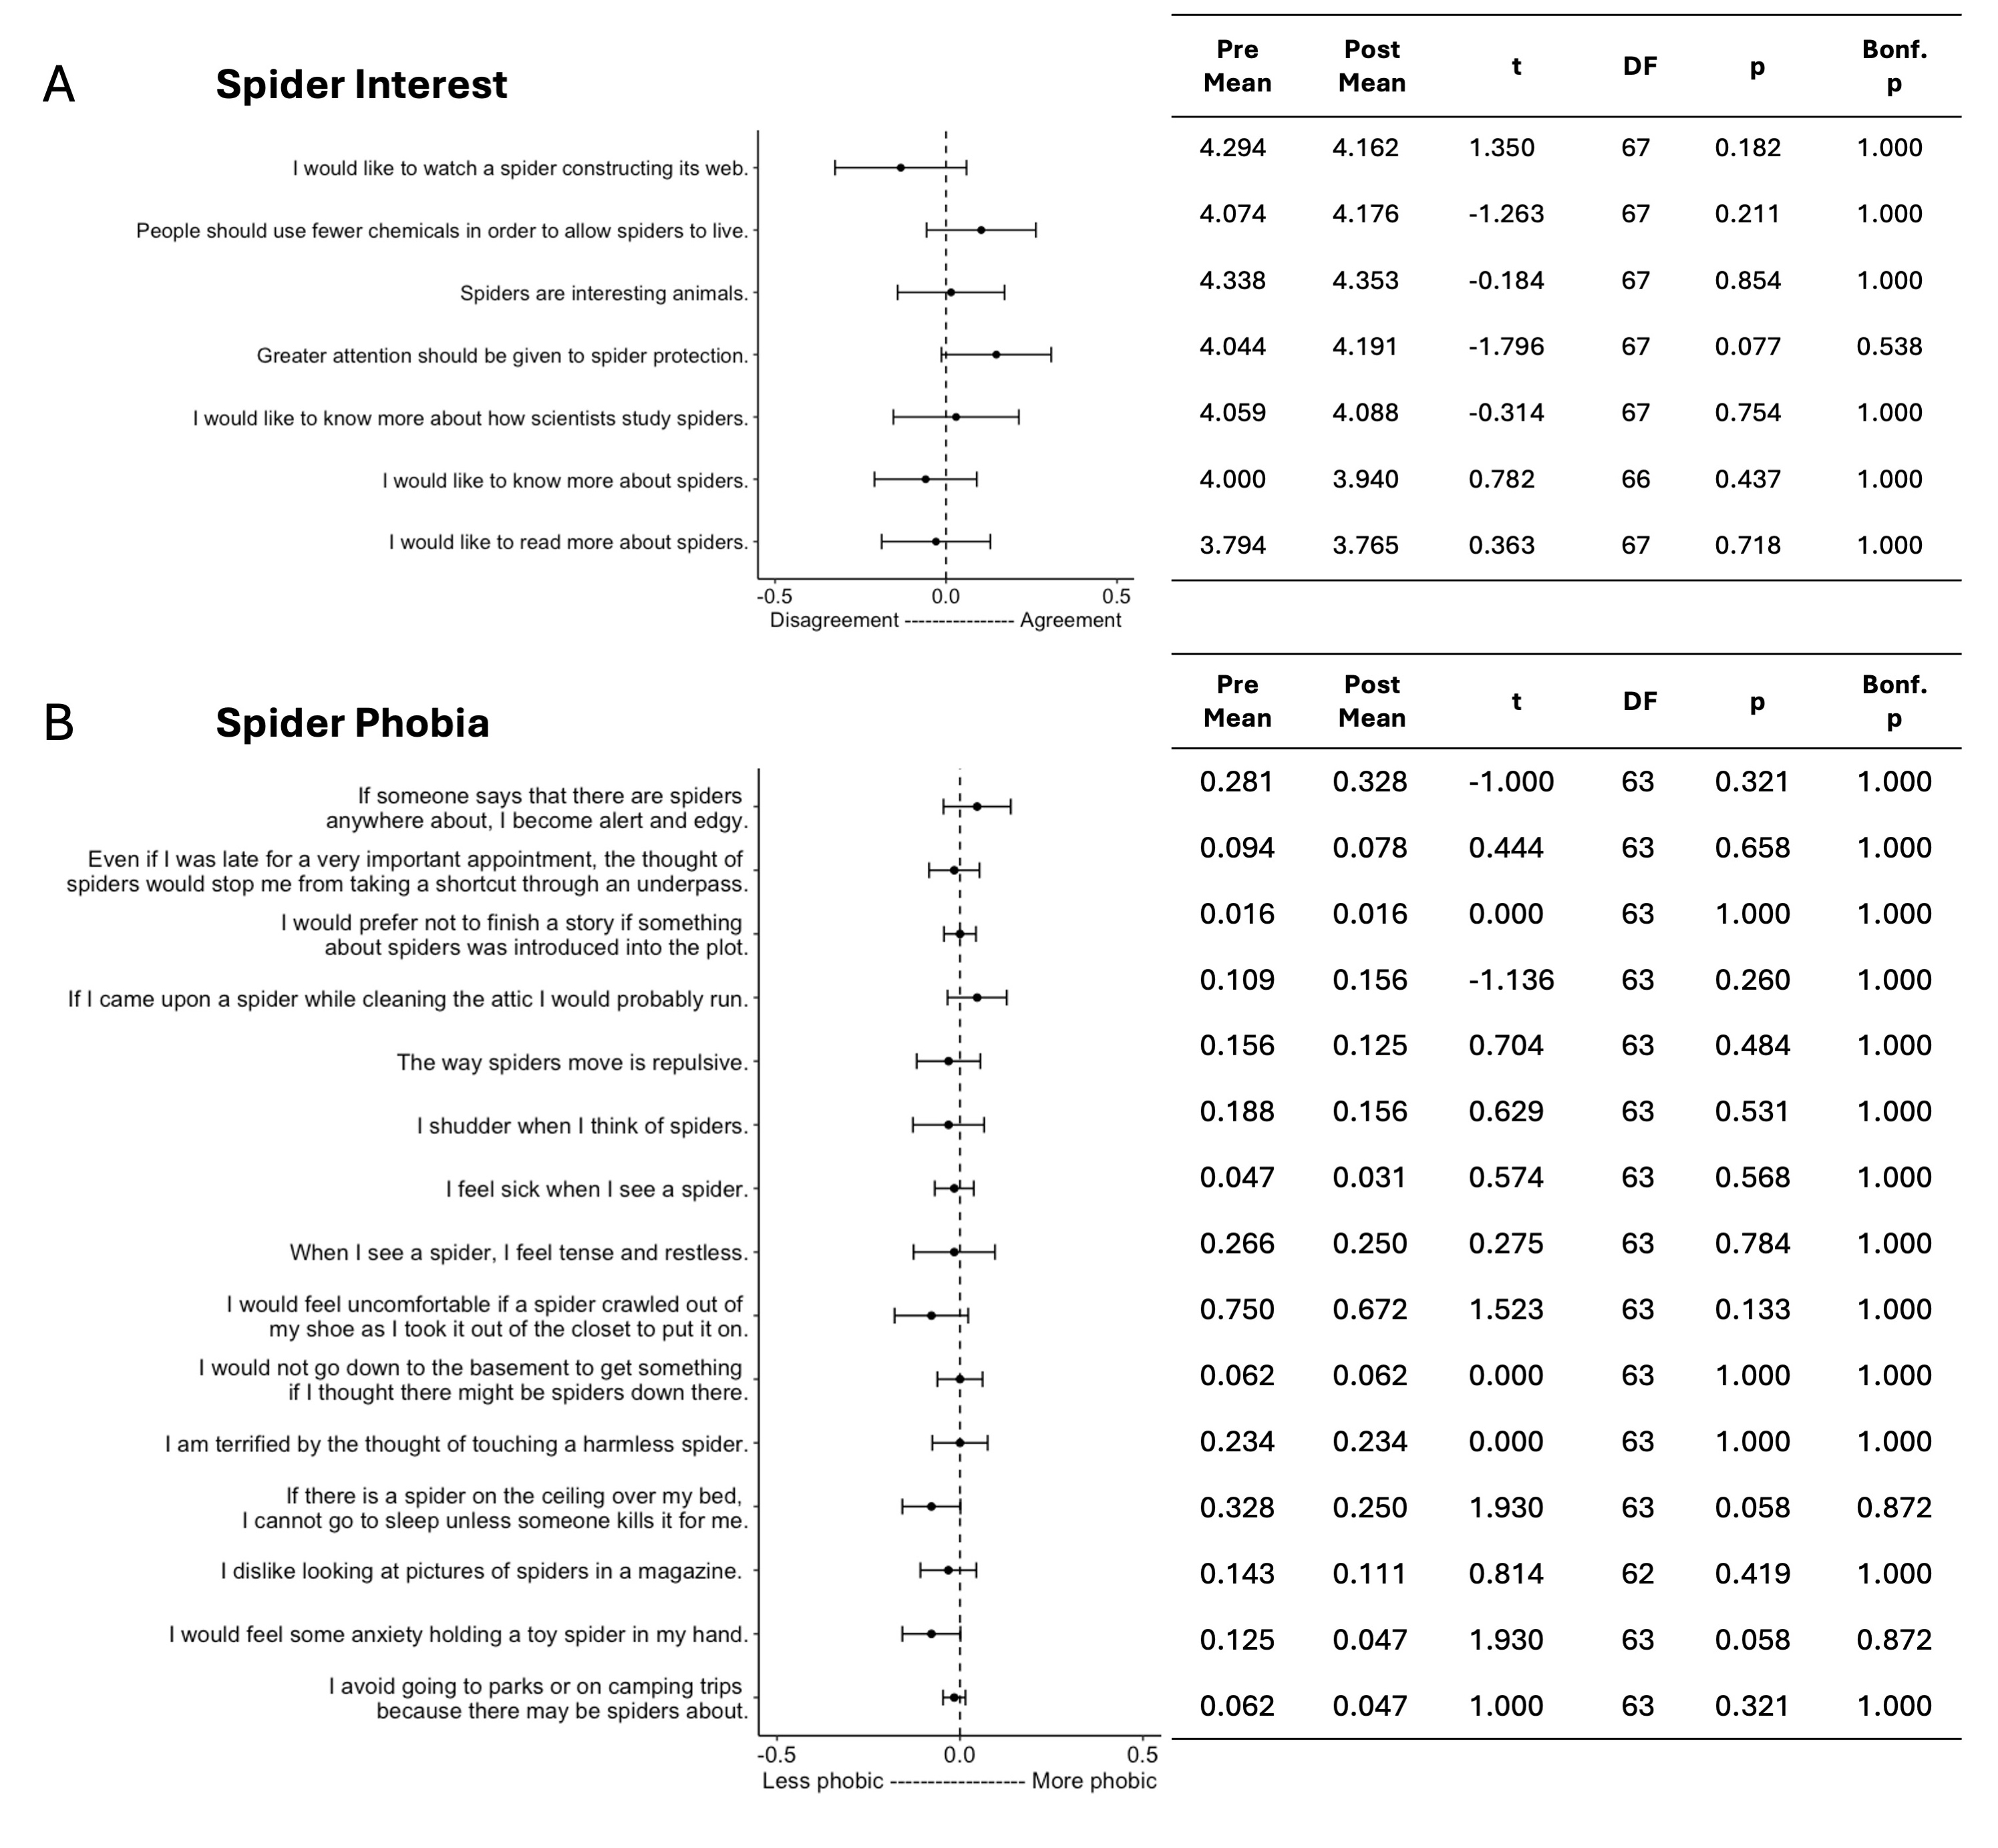 A
Spider Interest
Pre Mean Post Mean t DF p Bonf. p
I would like to watch a spider constructing its web. 4.294 4.162 1.350 67 0.182 1.000
People should use fewer chemicals in order to allow spiders to live. 4.074 4.176 -1.263 67 0.211 1.000
Spiders are interesting animals. 4.338 4.353 -0.184 67 0.854 1.000
Greater attention should be given to spider protection. 4.044 4.191 -1.796 67 0.077 0.538
I would like to know more about how scientists study spiders. 4.059 4.088 -0.314 67 0.754 1.000
I would like to know more about spiders. 4.000 3.940 0.782 66 0.437 1.000
I would like to read more about spiders. 3.794 3.765 0.363 67 0.718 1.000
-0.5 0.0 0.5
Disagreement ---------------- Agreement
B
Spider Phobia
Pre Mean Post Mean t DF p Bonf. p
If someone says that there are spiders
anywhere about, I become alert and edgy. 0.281 0.328 -1.000 63 0.321 1.000
Even if I was late for a very important appointment, the thought of
spiders would stop me from taking a shortcut through an underpass. 0.094 0.078 0.444 63 0.658 1.000
I would prefer not to finish a story if something
about spiders was introduced into the plot. 0.016 0.016 0.000 63 1.000 1.000
If I came upon a spider while cleaning the attic I would probably run. 0.109 0.156 -1.136 63 0.260 1.000
The way spiders move is repulsive. 0.156 0.125 0.704 63 0.484 1.000
I shudder when I think of spiders. 0.188 0.156 0.629 63 0.531 1.000
I feel sick when I see a spider. 0.047 0.031 0.574 63 0.568 1.000
When I see a spider, I feel tense and restless. 0.266 0.250 0.275 63 0.784 1.000
I would feel uncomfortable if a spider crawled out of
my shoe as I took it out of the closet to put it on. 0.750 0.672 1.523 63 0.133 1.000
I would not go down to the basement to get something
if I thought there might be spiders down there. 0.062 0.062 0.000 63 1.000 1.000
I am terrified by the thought of touching a harmless spider. 0.234 0.234 0.000 63 1.000 1.000
If there is a spider on the ceiling over my bed,
I cannot go to sleep unless someone kills it for me. 0.328 0.250 1.930 63 0.058 0.872
I dislike looking at pictures of spiders in a magazine. 0.143 0.111 0.814 62 0.419 1.000
I would feel some anxiety holding a toy spider in my hand. 0.125 0.047 1.930 63 0.058 0.872
I avoid going to parks or on camping trips
because there may be spiders about. 0.062 0.047 1.000 63 0.321 1.000
-0.5 0.0 0.5
Less phobic ------------------- More phobic